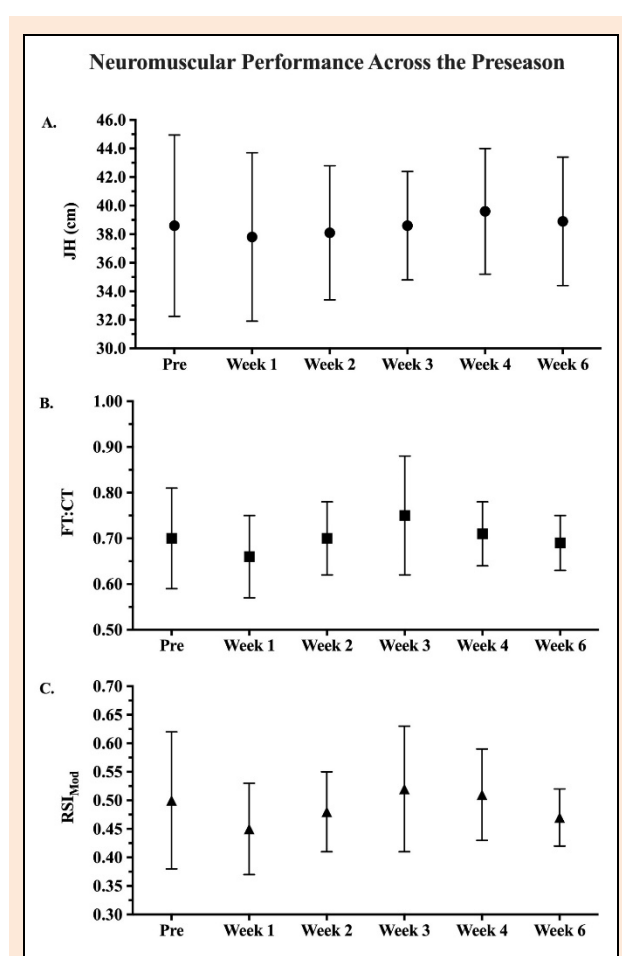 Neuromuscular Performance Across the Preseason
A.
46.0
44.0
42.0
40.0
38.0
36.0
34.0
32.0
30.0
JH (cm)
Pre Week 1 Week 2 Week 3 Week 4 Week 6
B.
1.00
0.90
0.80
0.70
0.60
0.50
FT:CT
Pre Week 1 Week 2 Week 3 Week 4 Week 6
C.
0.70
0.65
0.60
0.55
0.50
0.45
0.40
0.35
0.30
RSIMod
Pre Week 1 Week 2 Week 3 Week 4 Week 6